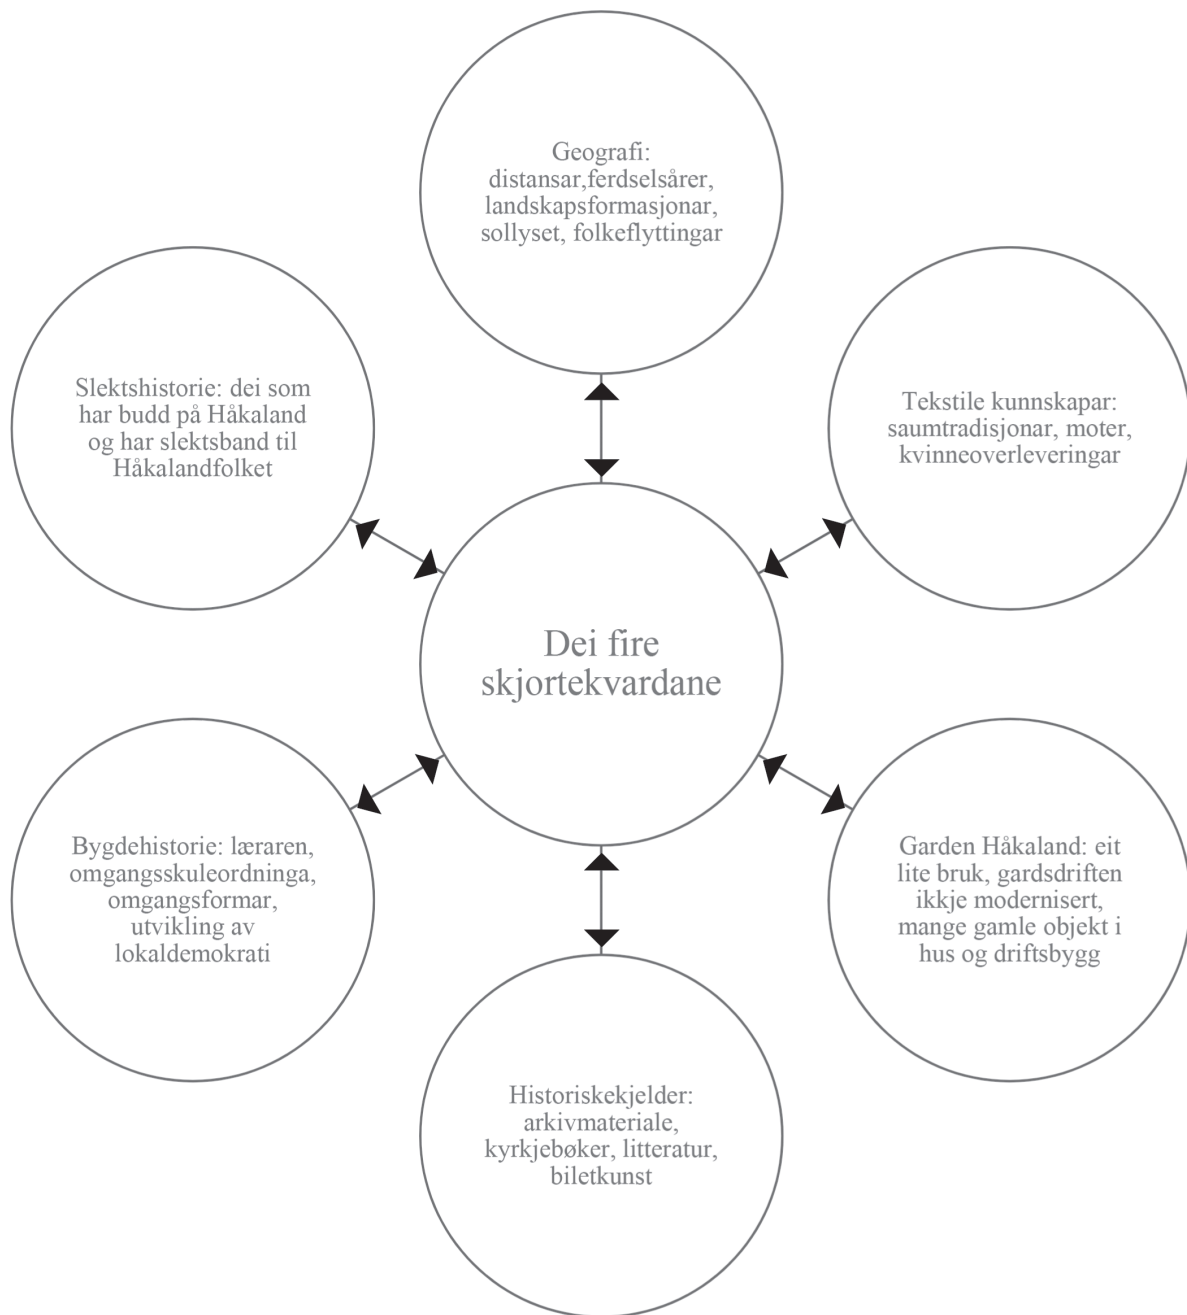 Geografi:
distansar,ferdselsårer,
landskapsformasjonar,
sollyset, folkeflyttingar
Slektshistorie: dei som
har budd på Håkaland
og har slektsband til
Håkalandfolket
Tekstile kunnskapar:
saumtradisjonar, moter,
kvinneoverleveringar
Dei fire
skjortekvardane
Bygdehistorie: læraren,
omgangsskuleordninga,
omgangsformar,
utvikling av
lokaldemokrati
Garden Håkaland: eit
lite bruk, gardsdriften
ikkje modernisert,
mange gamle objekt i
hus og driftsbygg
Historiskekjelder:
arkivmateriale,
kyrkjebøker, litteratur,
biletkunst